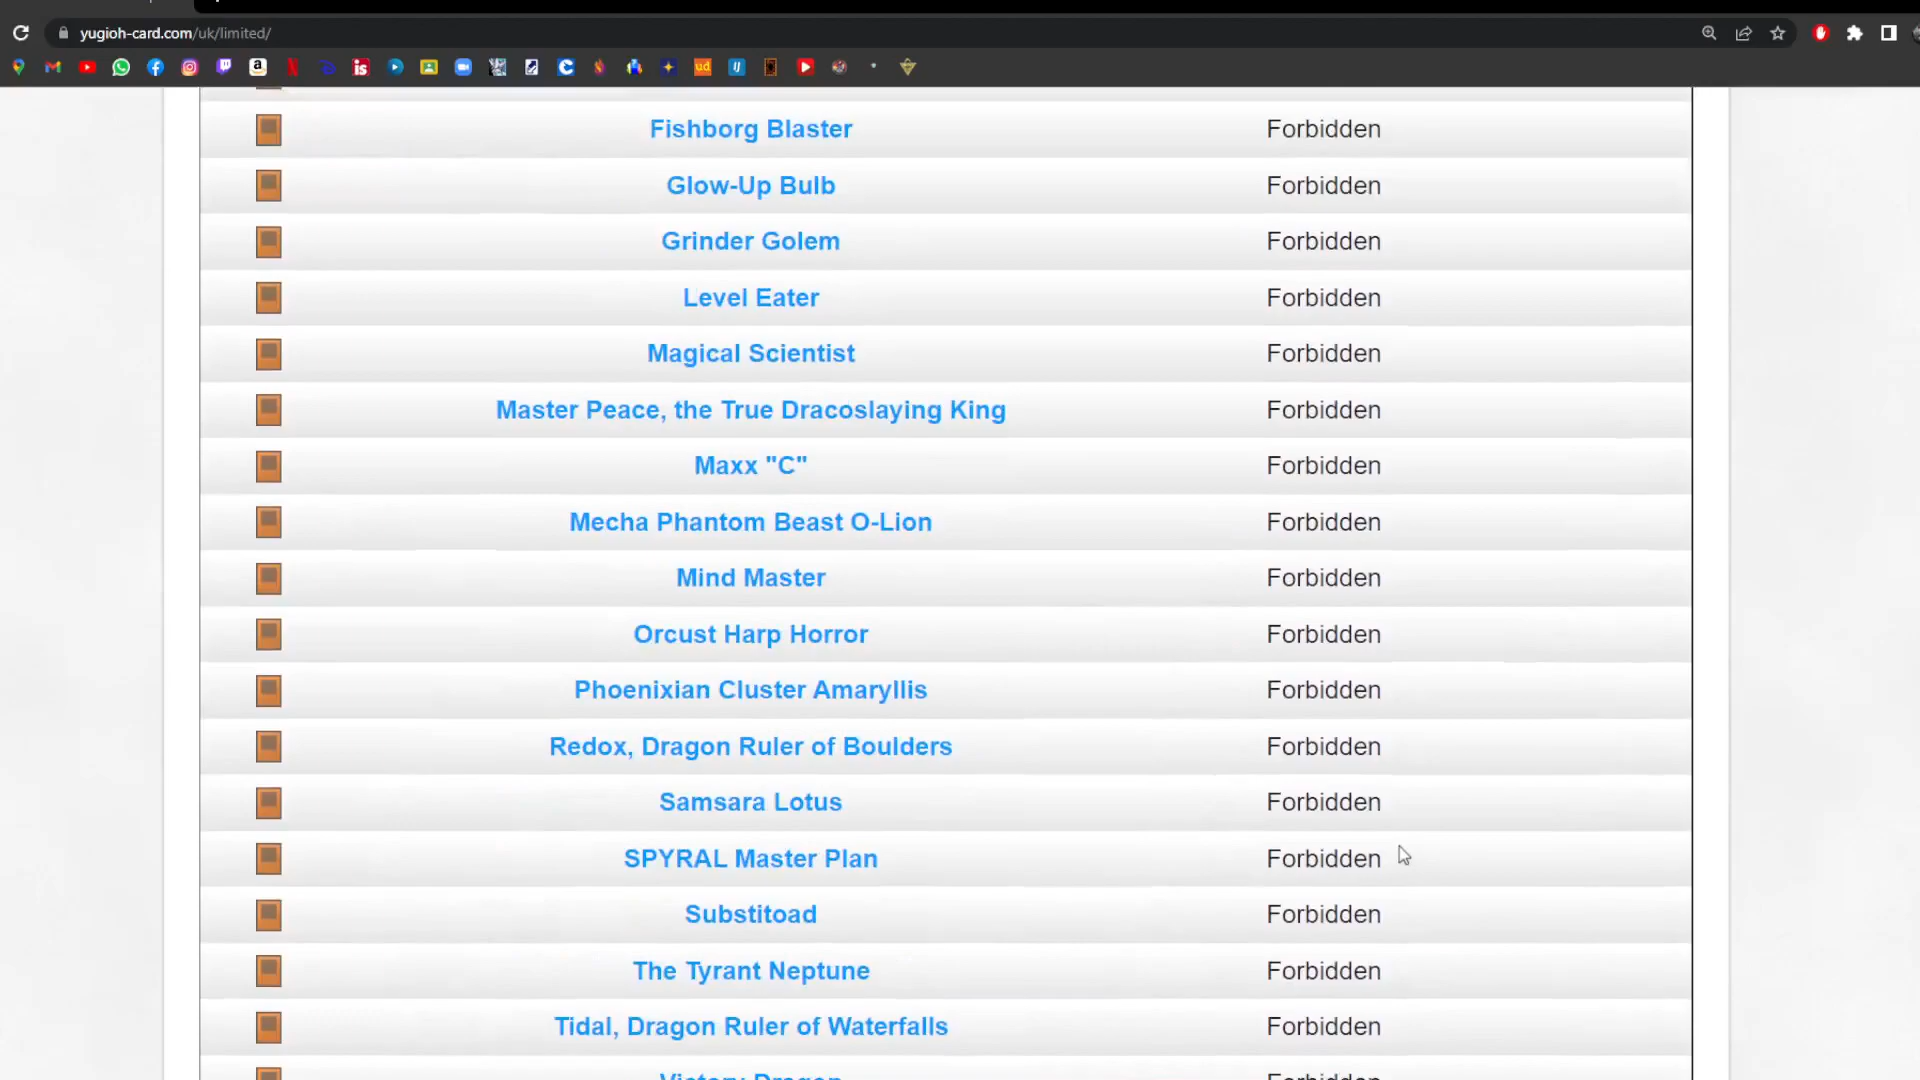 yugioh-card.com/uk/limited/
Fishborg Blaster Forbidden
Glow-Up Bulb Forbidden
Grinder Golem Forbidden
Level Eater Forbidden
Magical Scientist Forbidden
Master Peace, the True Dracoslaying King Forbidden
Maxx "C" Forbidden
Mecha Phantom Beast O-Lion Forbidden
Mind Master Forbidden
Orcust Harp Horror Forbidden
Phoenixian Cluster Amaryllis Forbidden
Redox, Dragon Ruler of Boulders Forbidden
Samsara Lotus Forbidden
SPYRAL Master Plan Forbidden
Substitoad Forbidden
The Tyrant Neptune Forbidden
Tidal, Dragon Ruler of Waterfalls Forbidden
Victory Dragon Forbidden